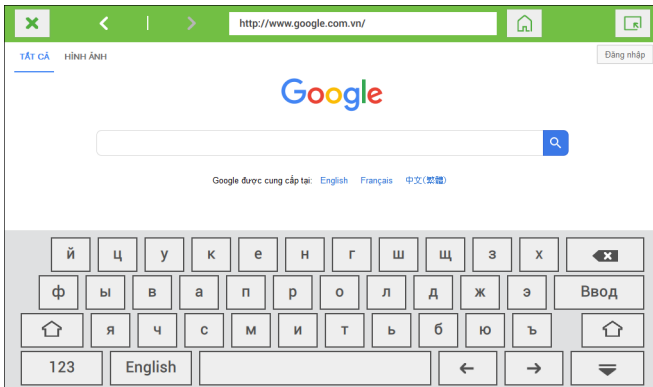 http://www.google.com.vn/
TẤT CẢ HÌNH ẢNH Đăng nhập
Google
Google được cung cấp tại: English Français 中文(繁體)
й ц у к е н г ш щ з х
ф ы в а п р о л д ж э Ввод
я ч с м и т ь б ю ъ
123 English